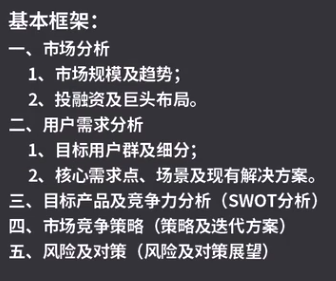 基本框架：
一、市场分析
1、市场规模及趋势；
2、投融资及巨头布局。
二、用户需求分析
1、目标用户群及细分；
2、核心需求点、场景及现有解决方案。
三、目标产品及竞争力分析（SWOT分析）
四、市场竞争策略（策略及迭代方案）
五、风险及对策（风险及对策展望）